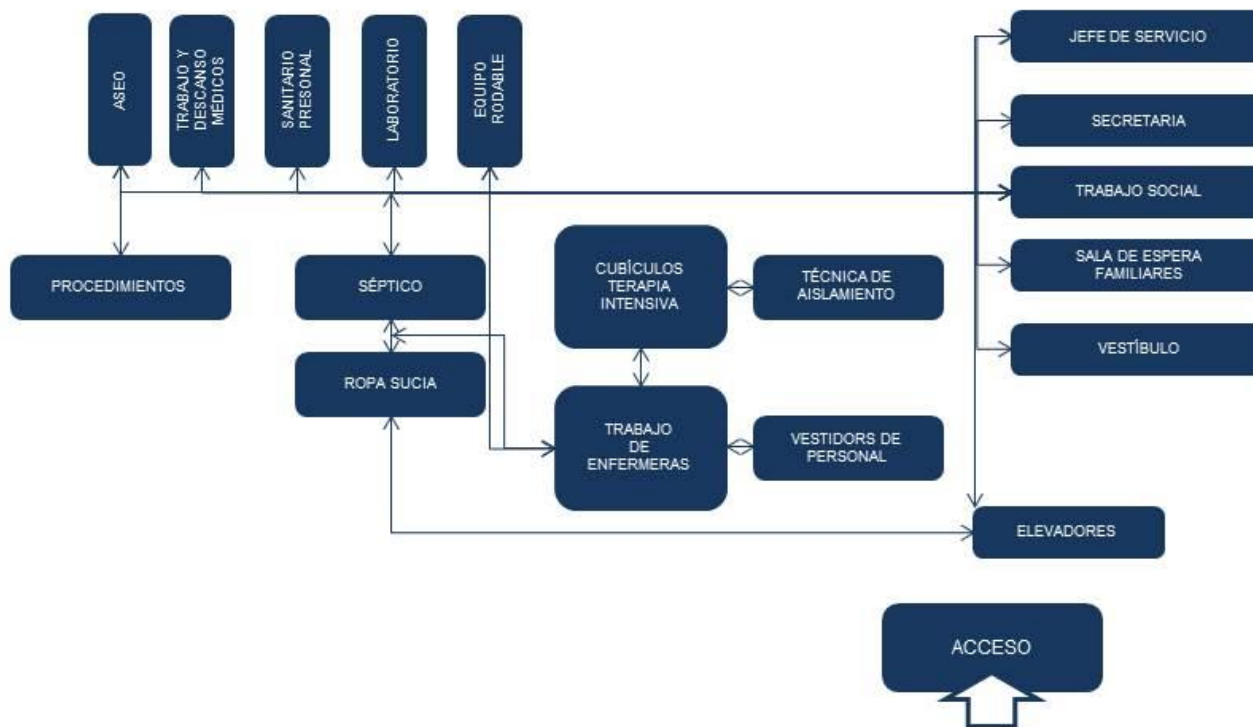 ASEO
TRABAJO Y
DESCANSO
MÉDICOS
SANITARIO
PRESONAL
LABORATORIO
EQUIPO
RODABLE
JEFE DE SERVICIO
SECRETARIA
TRABAJO SOCIAL
SALA DE ESPERA
FAMILIARES
VESTÍBULO
PROCEDIMIENTOS
SÉPTICO
CUBÍCULOS
TERAPIA
INTENSIVA
TÉCNICA DE
AISLAMIENTO
ROPA SUCIA
TRABAJO
DE
ENFERMERAS
VESTIDORS DE
PERSONAL
ELEVADORES
ACCESO